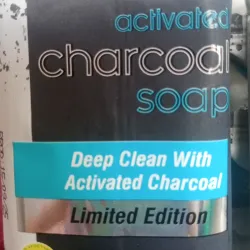 activated
charcoal
soap
Deep Clean With
Activated Charcoal
Limited Edition